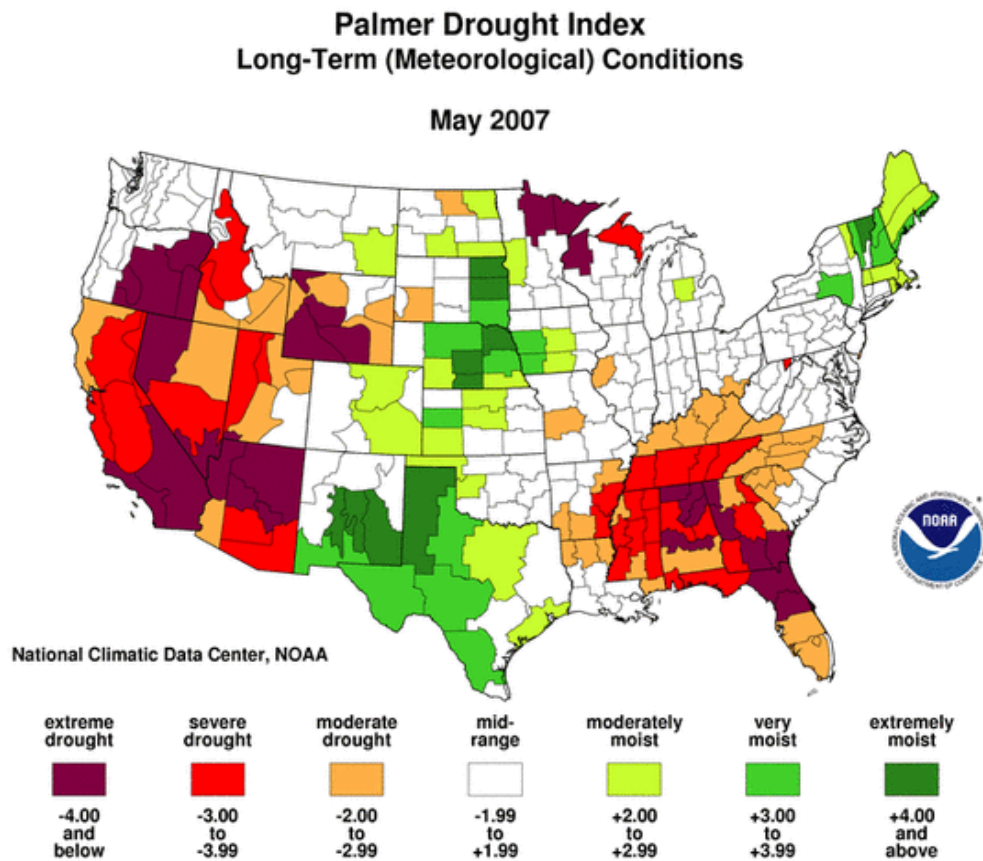 Palmer Drought Index
Long-Term (Meteorological) Conditions
May 2007
NOAA
National Climatic Data Center, NOAA
extreme drought
severe drought
moderate drought
mid-range
moderately moist
very moist
extremely moist
-4.00 and below
-3.00 to -3.99
-2.00 to -2.99
-1.99 to +1.99
+2.00 to +2.99
+3.00 to +3.99
+4.00 and above